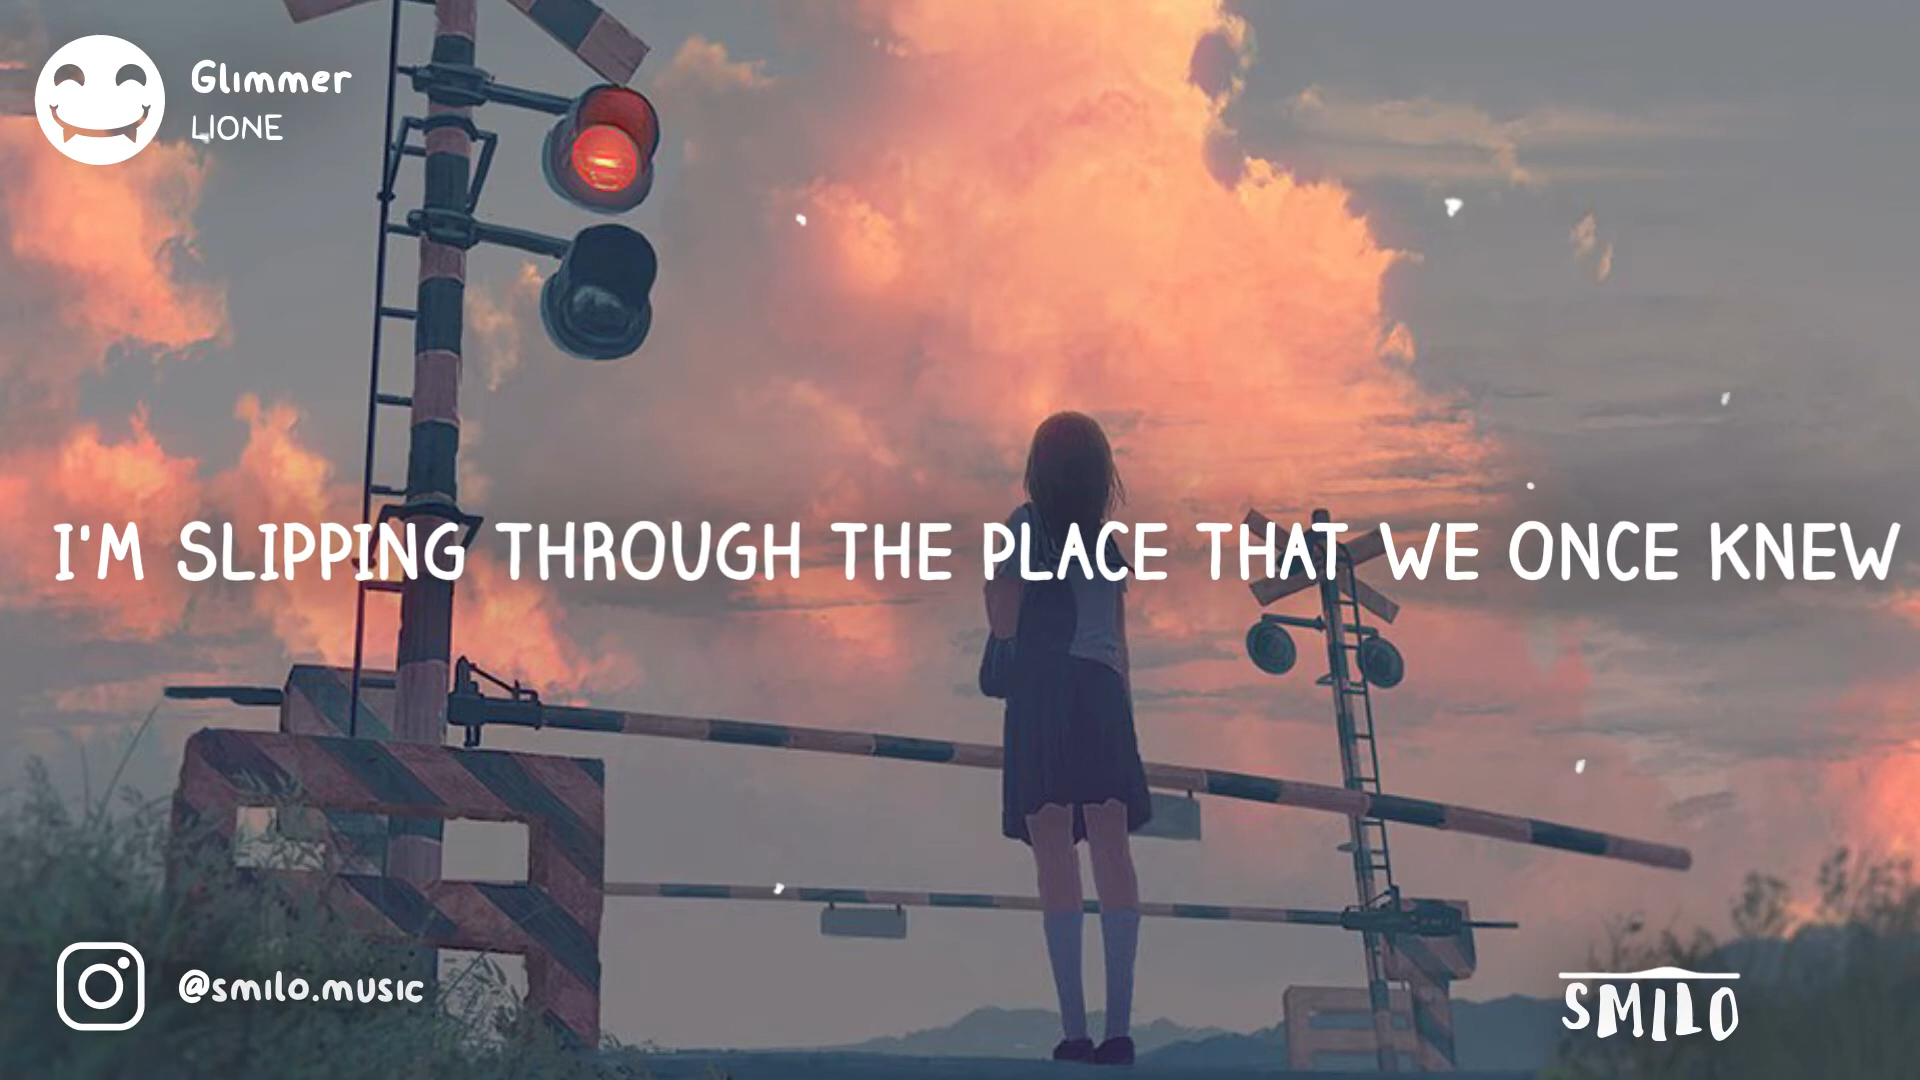 Glimmer
LIONE
I'M SLIPPING THROUGH THE PLACE THAT WE ONCE KNEW
@smilo.music
SMILO